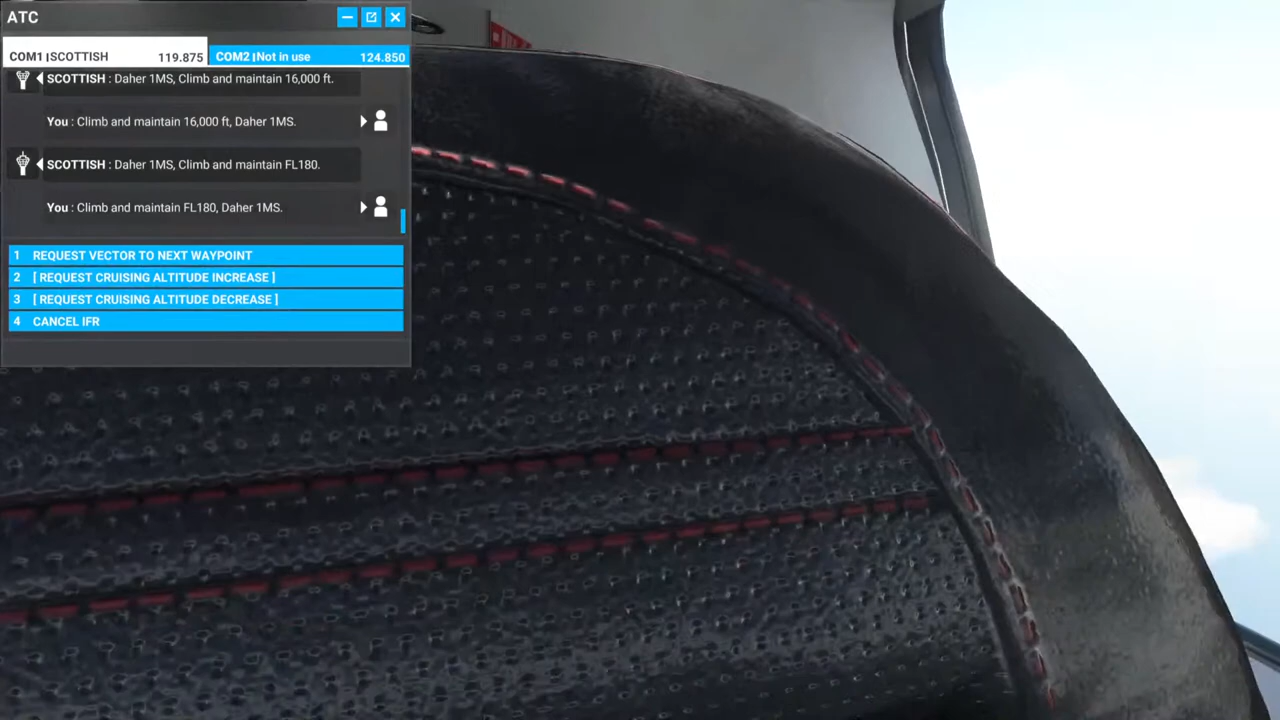 ATC
COM1 | SCOTTISH 119.875 COM2 | Not in use 124.850
SCOTTISH : Daher 1MS, Climb and maintain 16,000 ft.
You : Climb and maintain 16,000 ft, Daher 1MS.
SCOTTISH : Daher 1MS, Climb and maintain FL180.
You : Climb and maintain FL180, Daher 1MS.
1 REQUEST VECTOR TO NEXT WAYPOINT
2 [ REQUEST CRUISING ALTITUDE INCREASE ]
3 [ REQUEST CRUISING ALTITUDE DECREASE ]
4 CANCEL IFR